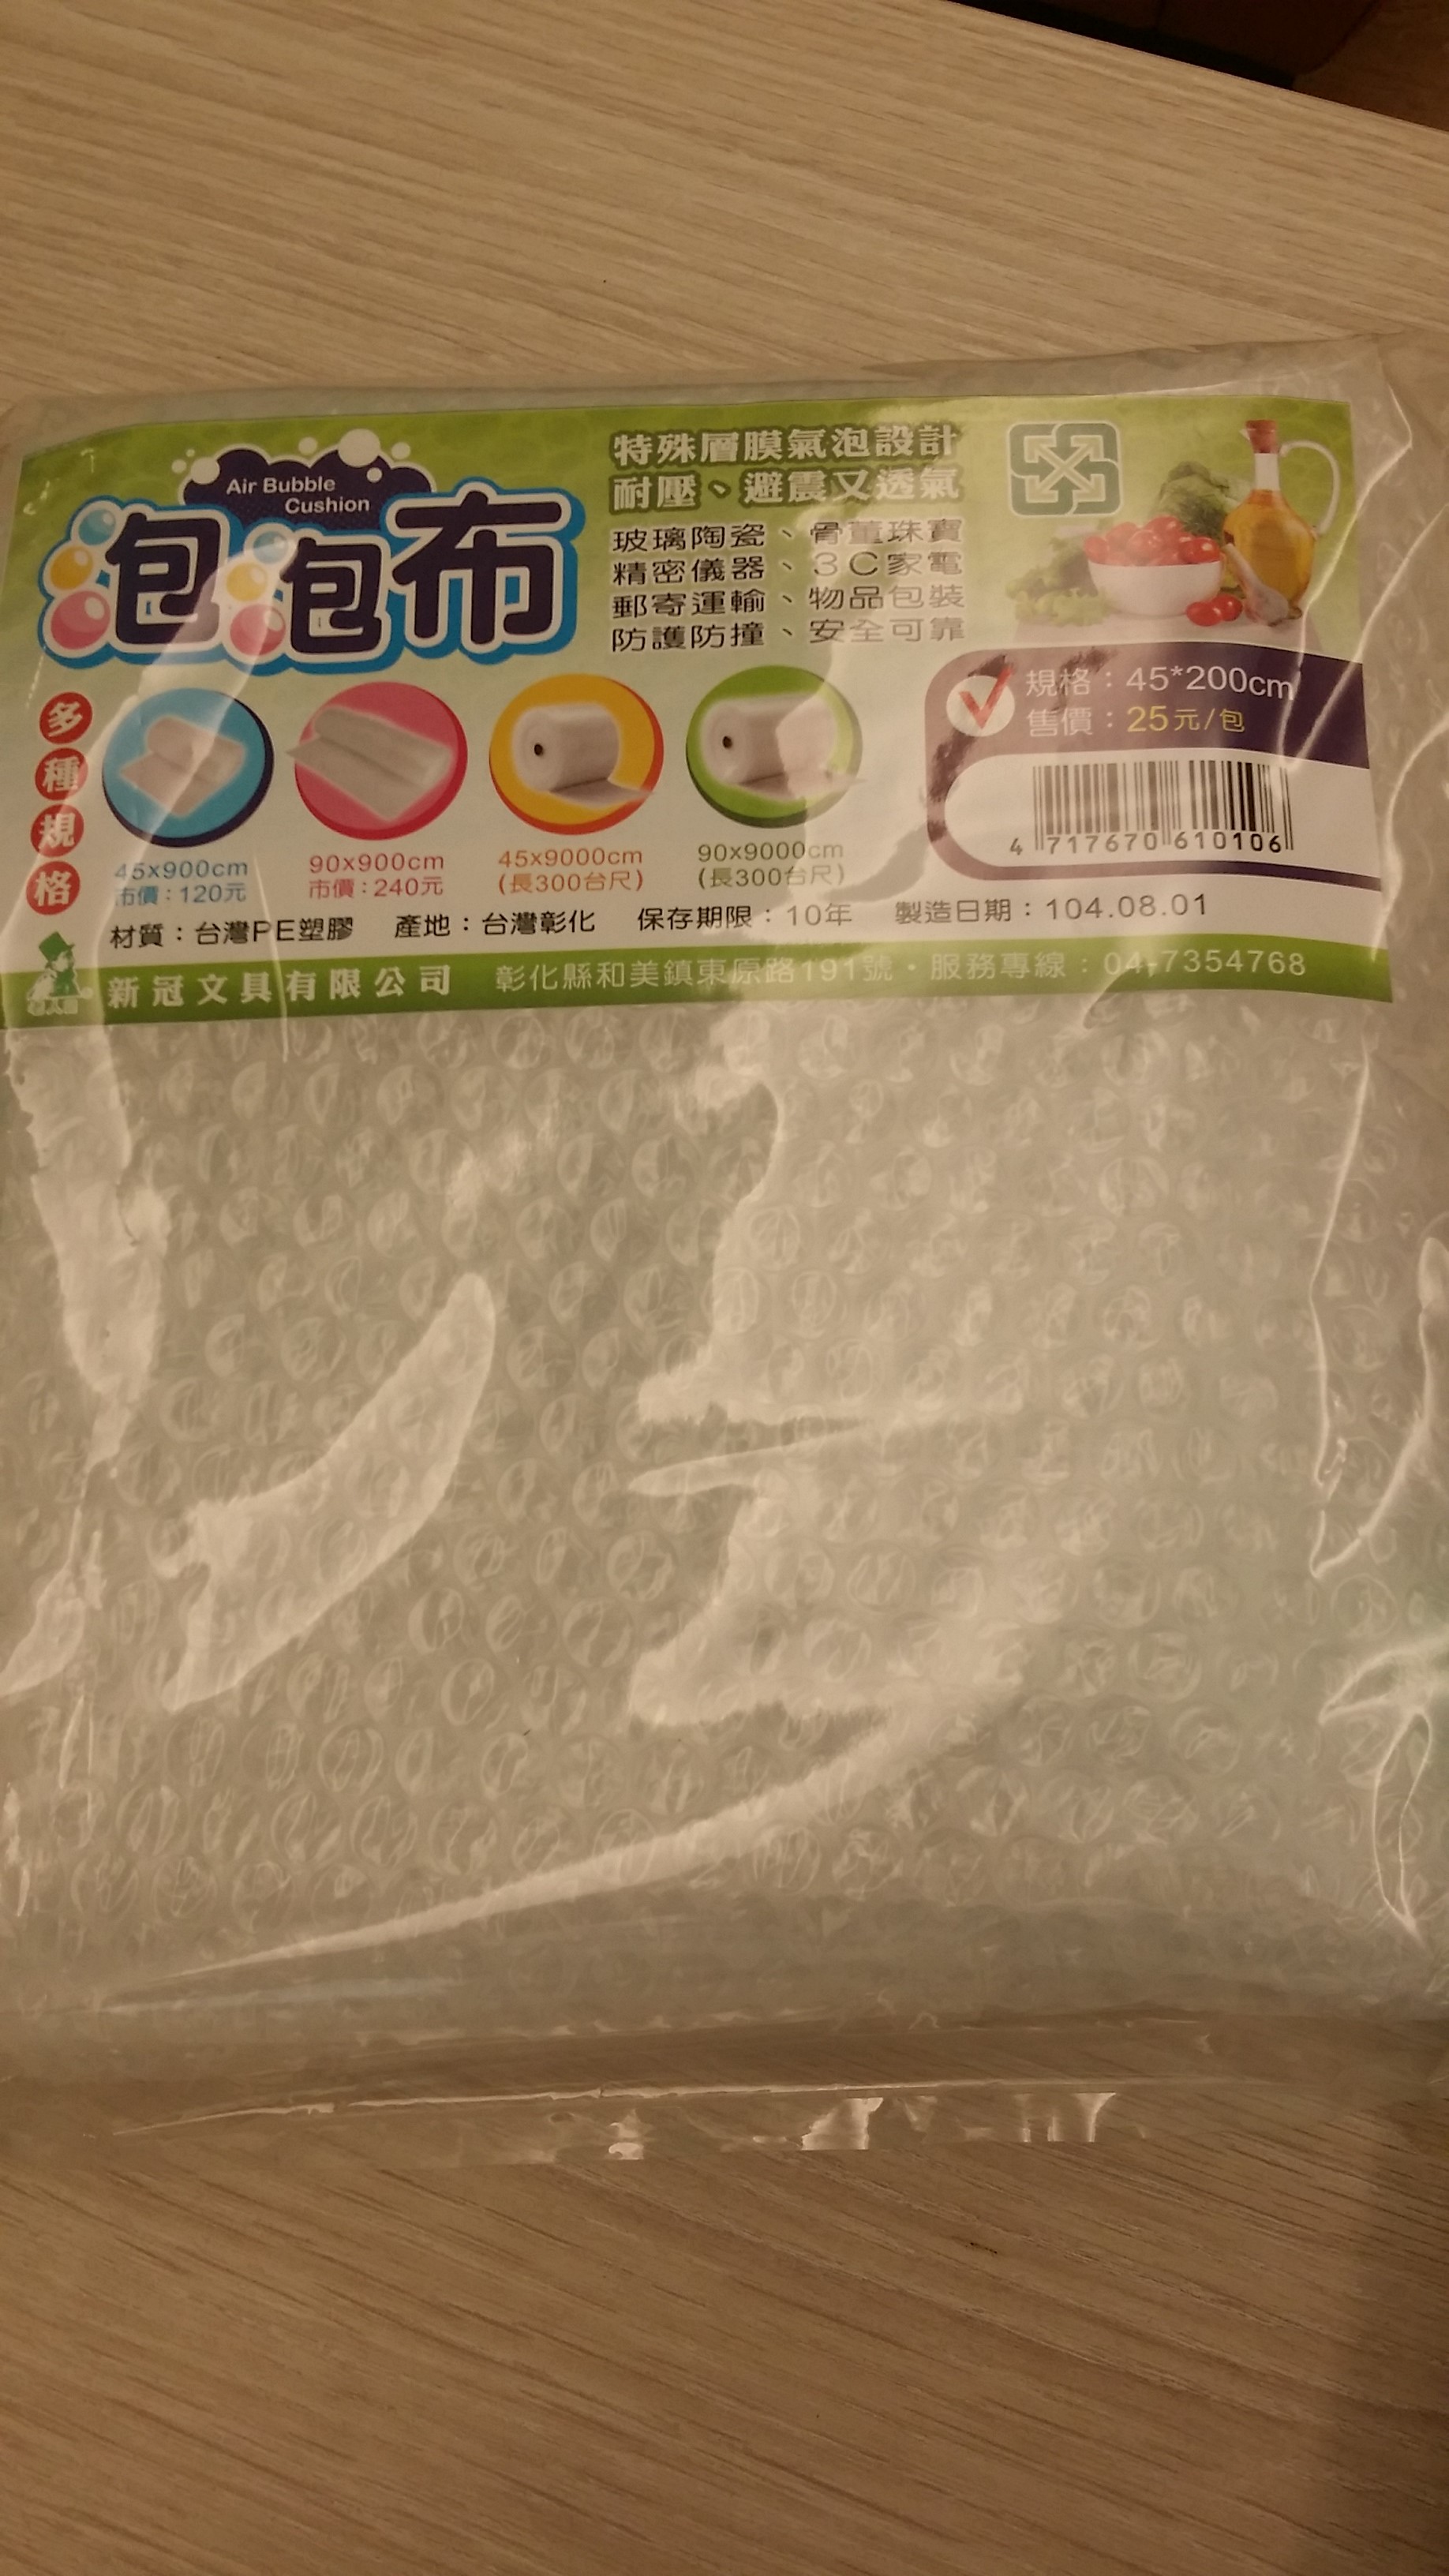 Air Bubble
Cushion
泡泡布
特殊層膜氣泡設計
耐壓、避震又透氣
玻璃陶瓷、骨董珠寶
精密儀器、3C家電
郵寄運輸、物品包裝
防護防撞、安全可靠
規格：45*200cm
售價：25元/包
4 717670 610106
多種規格
45x900cm
市價：120元
90x900cm
市價：240元
45x9000cm
(長300台尺)
90x9000cm
(長300台尺)
材質：台灣PE塑膠 產地：台灣彰化 保存期限：10年 製造日期：104.08.01
新冠文具有限公司 彰化縣和美鎮東原路191號・服務專線：04-7354768